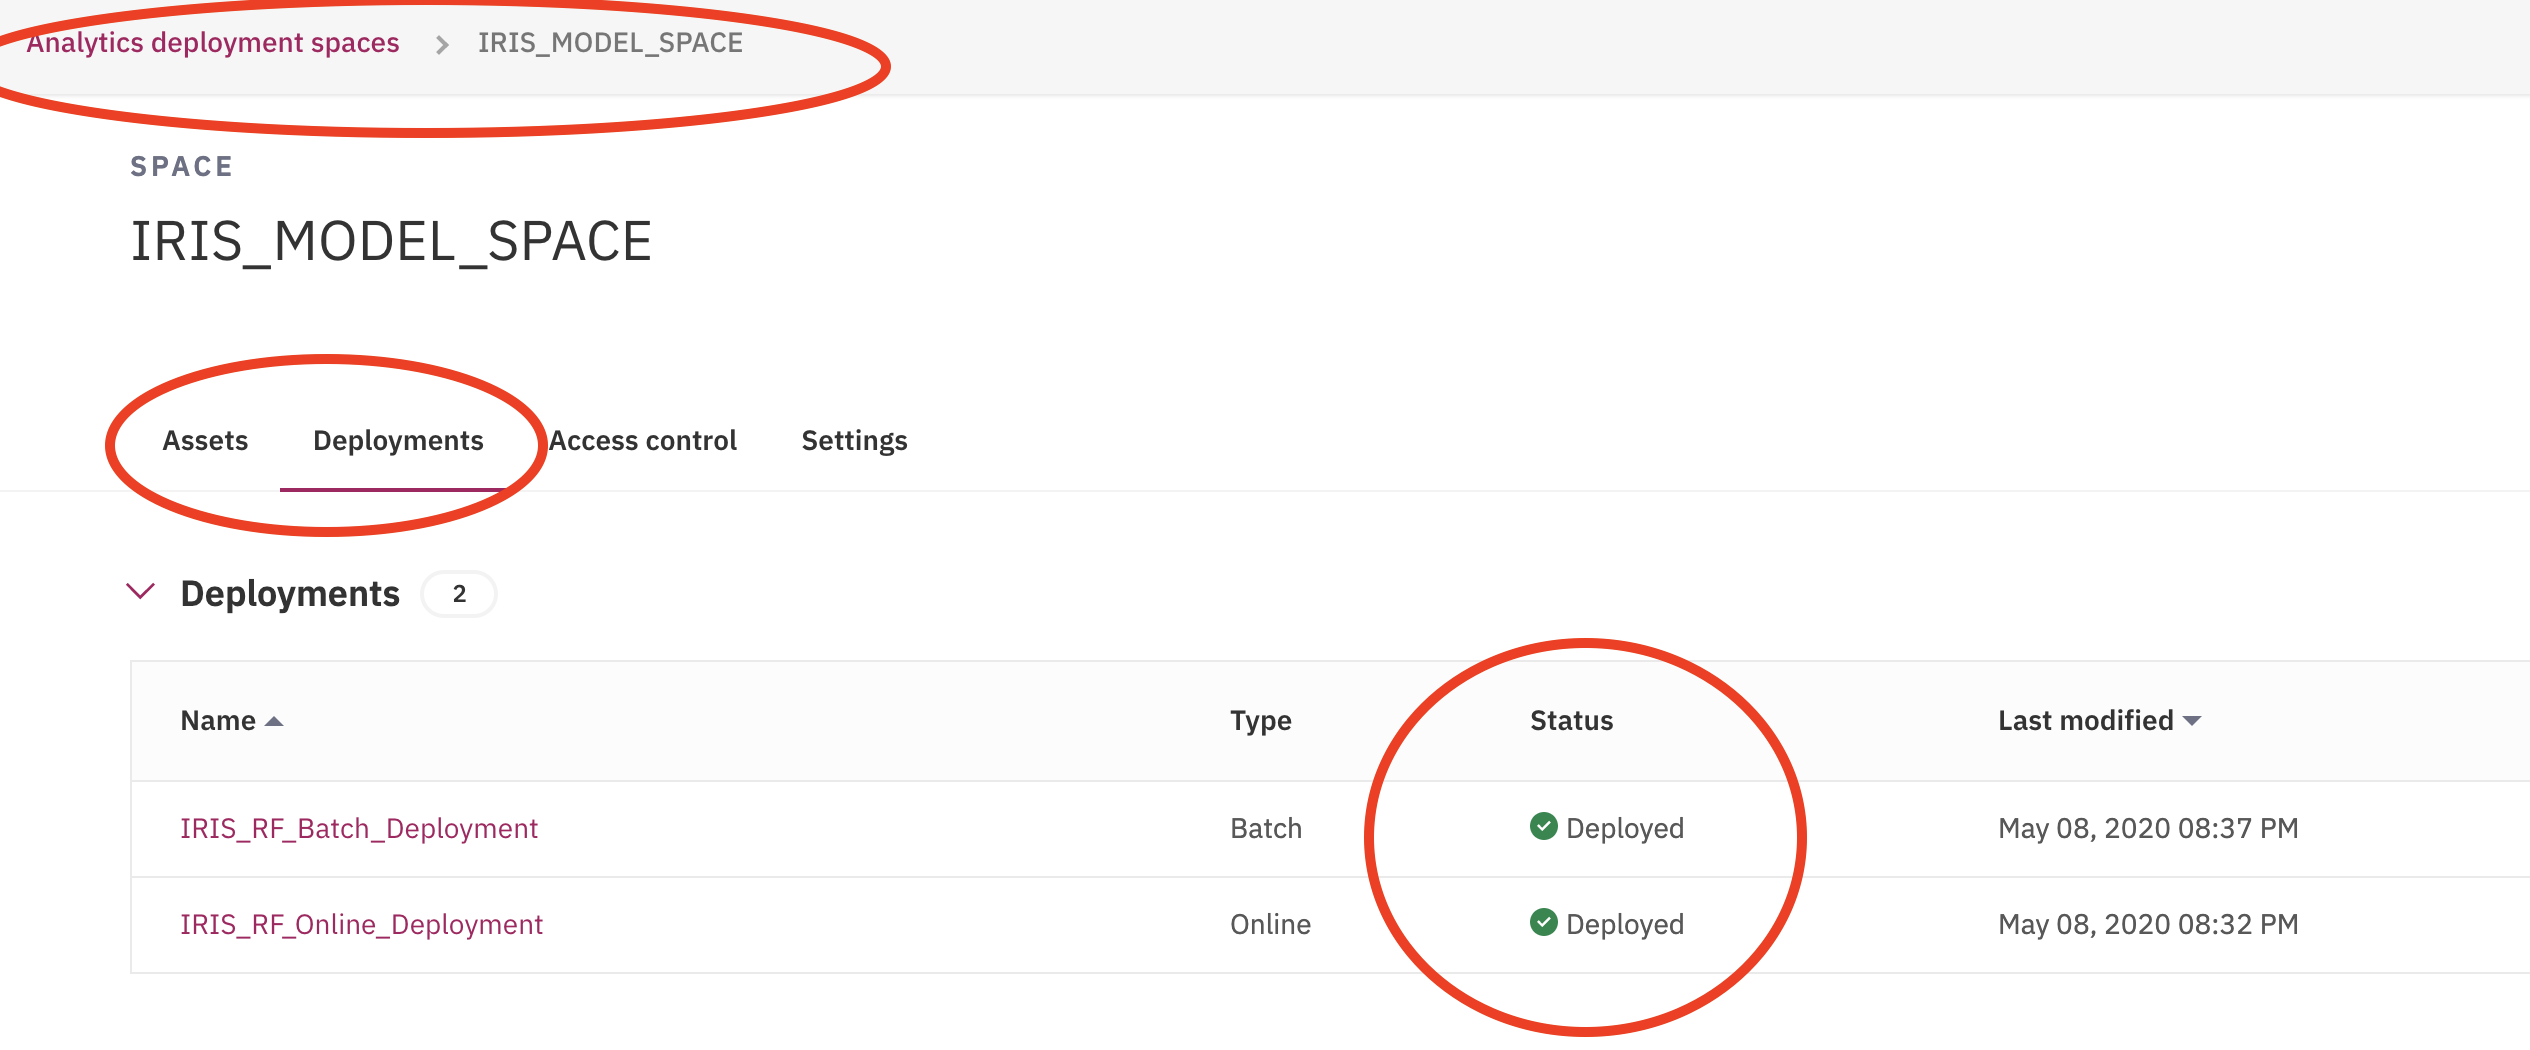 Analytics deployment spaces > IRIS_MODEL_SPACE
SPACE
IRIS_MODEL_SPACE
Assets Deployments Access control Settings
Deployments 2
Name Type Status Last modified
IRIS_RF_Batch_Deployment Batch Deployed May 08, 2020 08:37 PM
IRIS_RF_Online_Deployment Online Deployed May 08, 2020 08:32 PM